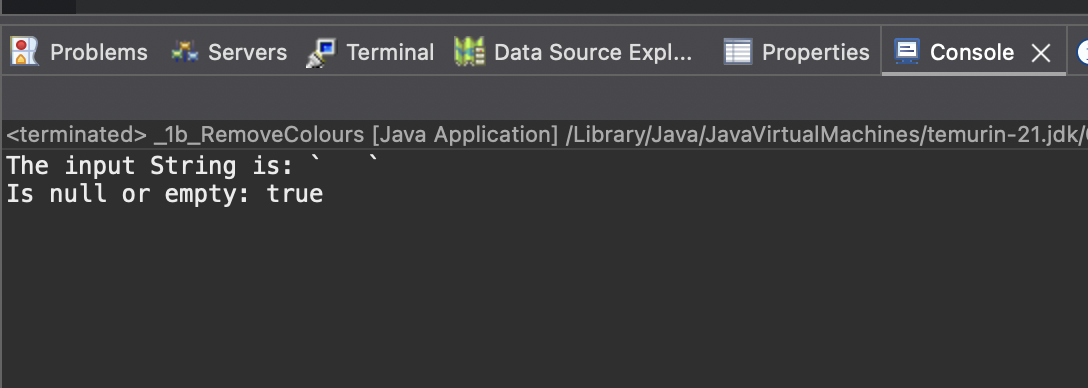 Problems Servers Terminal Data Source Expl... Properties Console
<terminated> _1b_RemoveColours [Java Application] /Library/Java/JavaVirtualMachines/temurin-21.jdk/
The input String is: `   `
Is null or empty: true